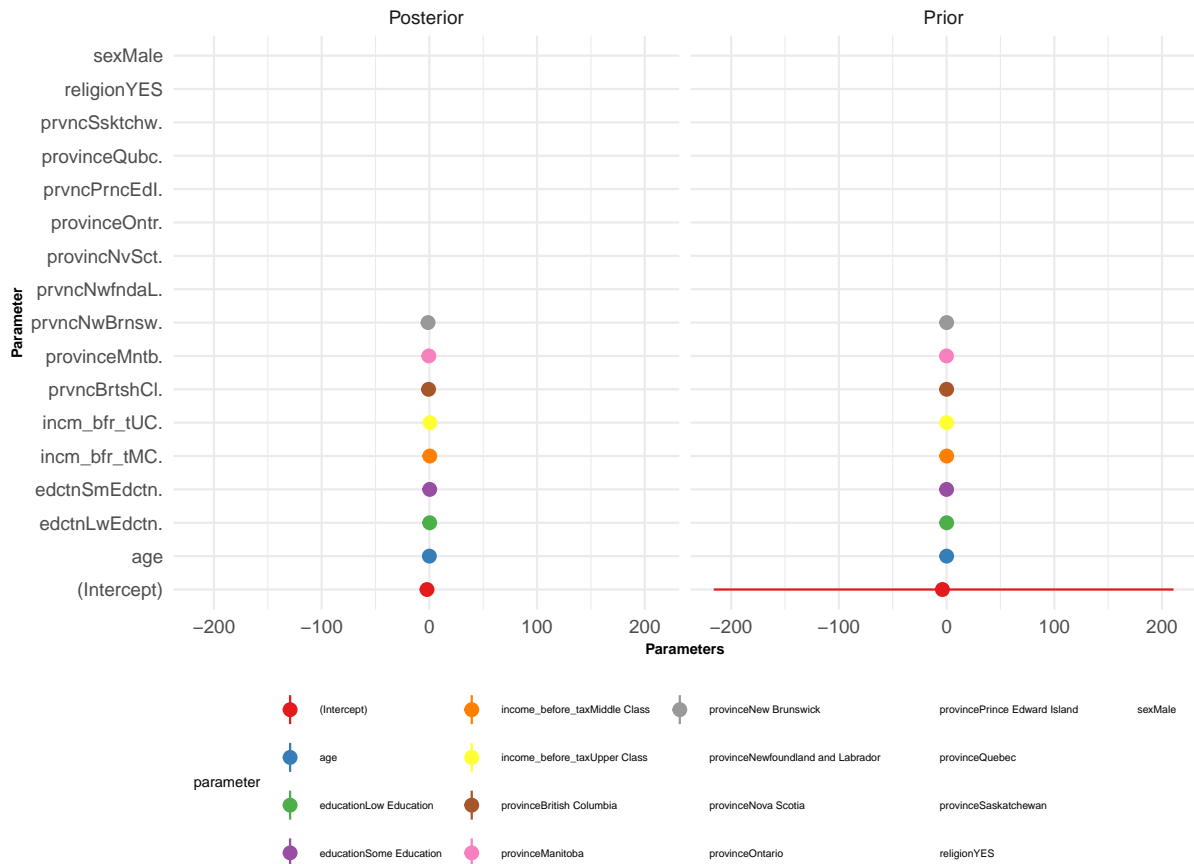 Posterior
Prior
sexMale
religionYES
prvncSsktchw.
provinceQubc.
prvncPrncEdI.
provinceOntr.
provincNvSct.
prvncNwfndaL.
prvncNwBrnsw.
provinceMntb.
prvncBrtshCl.
incm_bfr_tUC.
incm_bfr_tMC.
edctnSmEdctn.
edctnLwEdctn.
age
(Intercept)
Parameter
−200 −100 0 100 200 −200 −100 0 100 200
Parameters
parameter
(Intercept)
age
educationLow Education
educationSome Education
income_before_taxMiddle Class
income_before_taxUpper Class
provinceBritish Columbia
provinceManitoba
provinceNew Brunswick
provinceNewfoundland and Labrador
provinceNova Scotia
provinceOntario
provincePrince Edward Island
provinceQuebec
provinceSaskatchewan
religionYES
sexMale